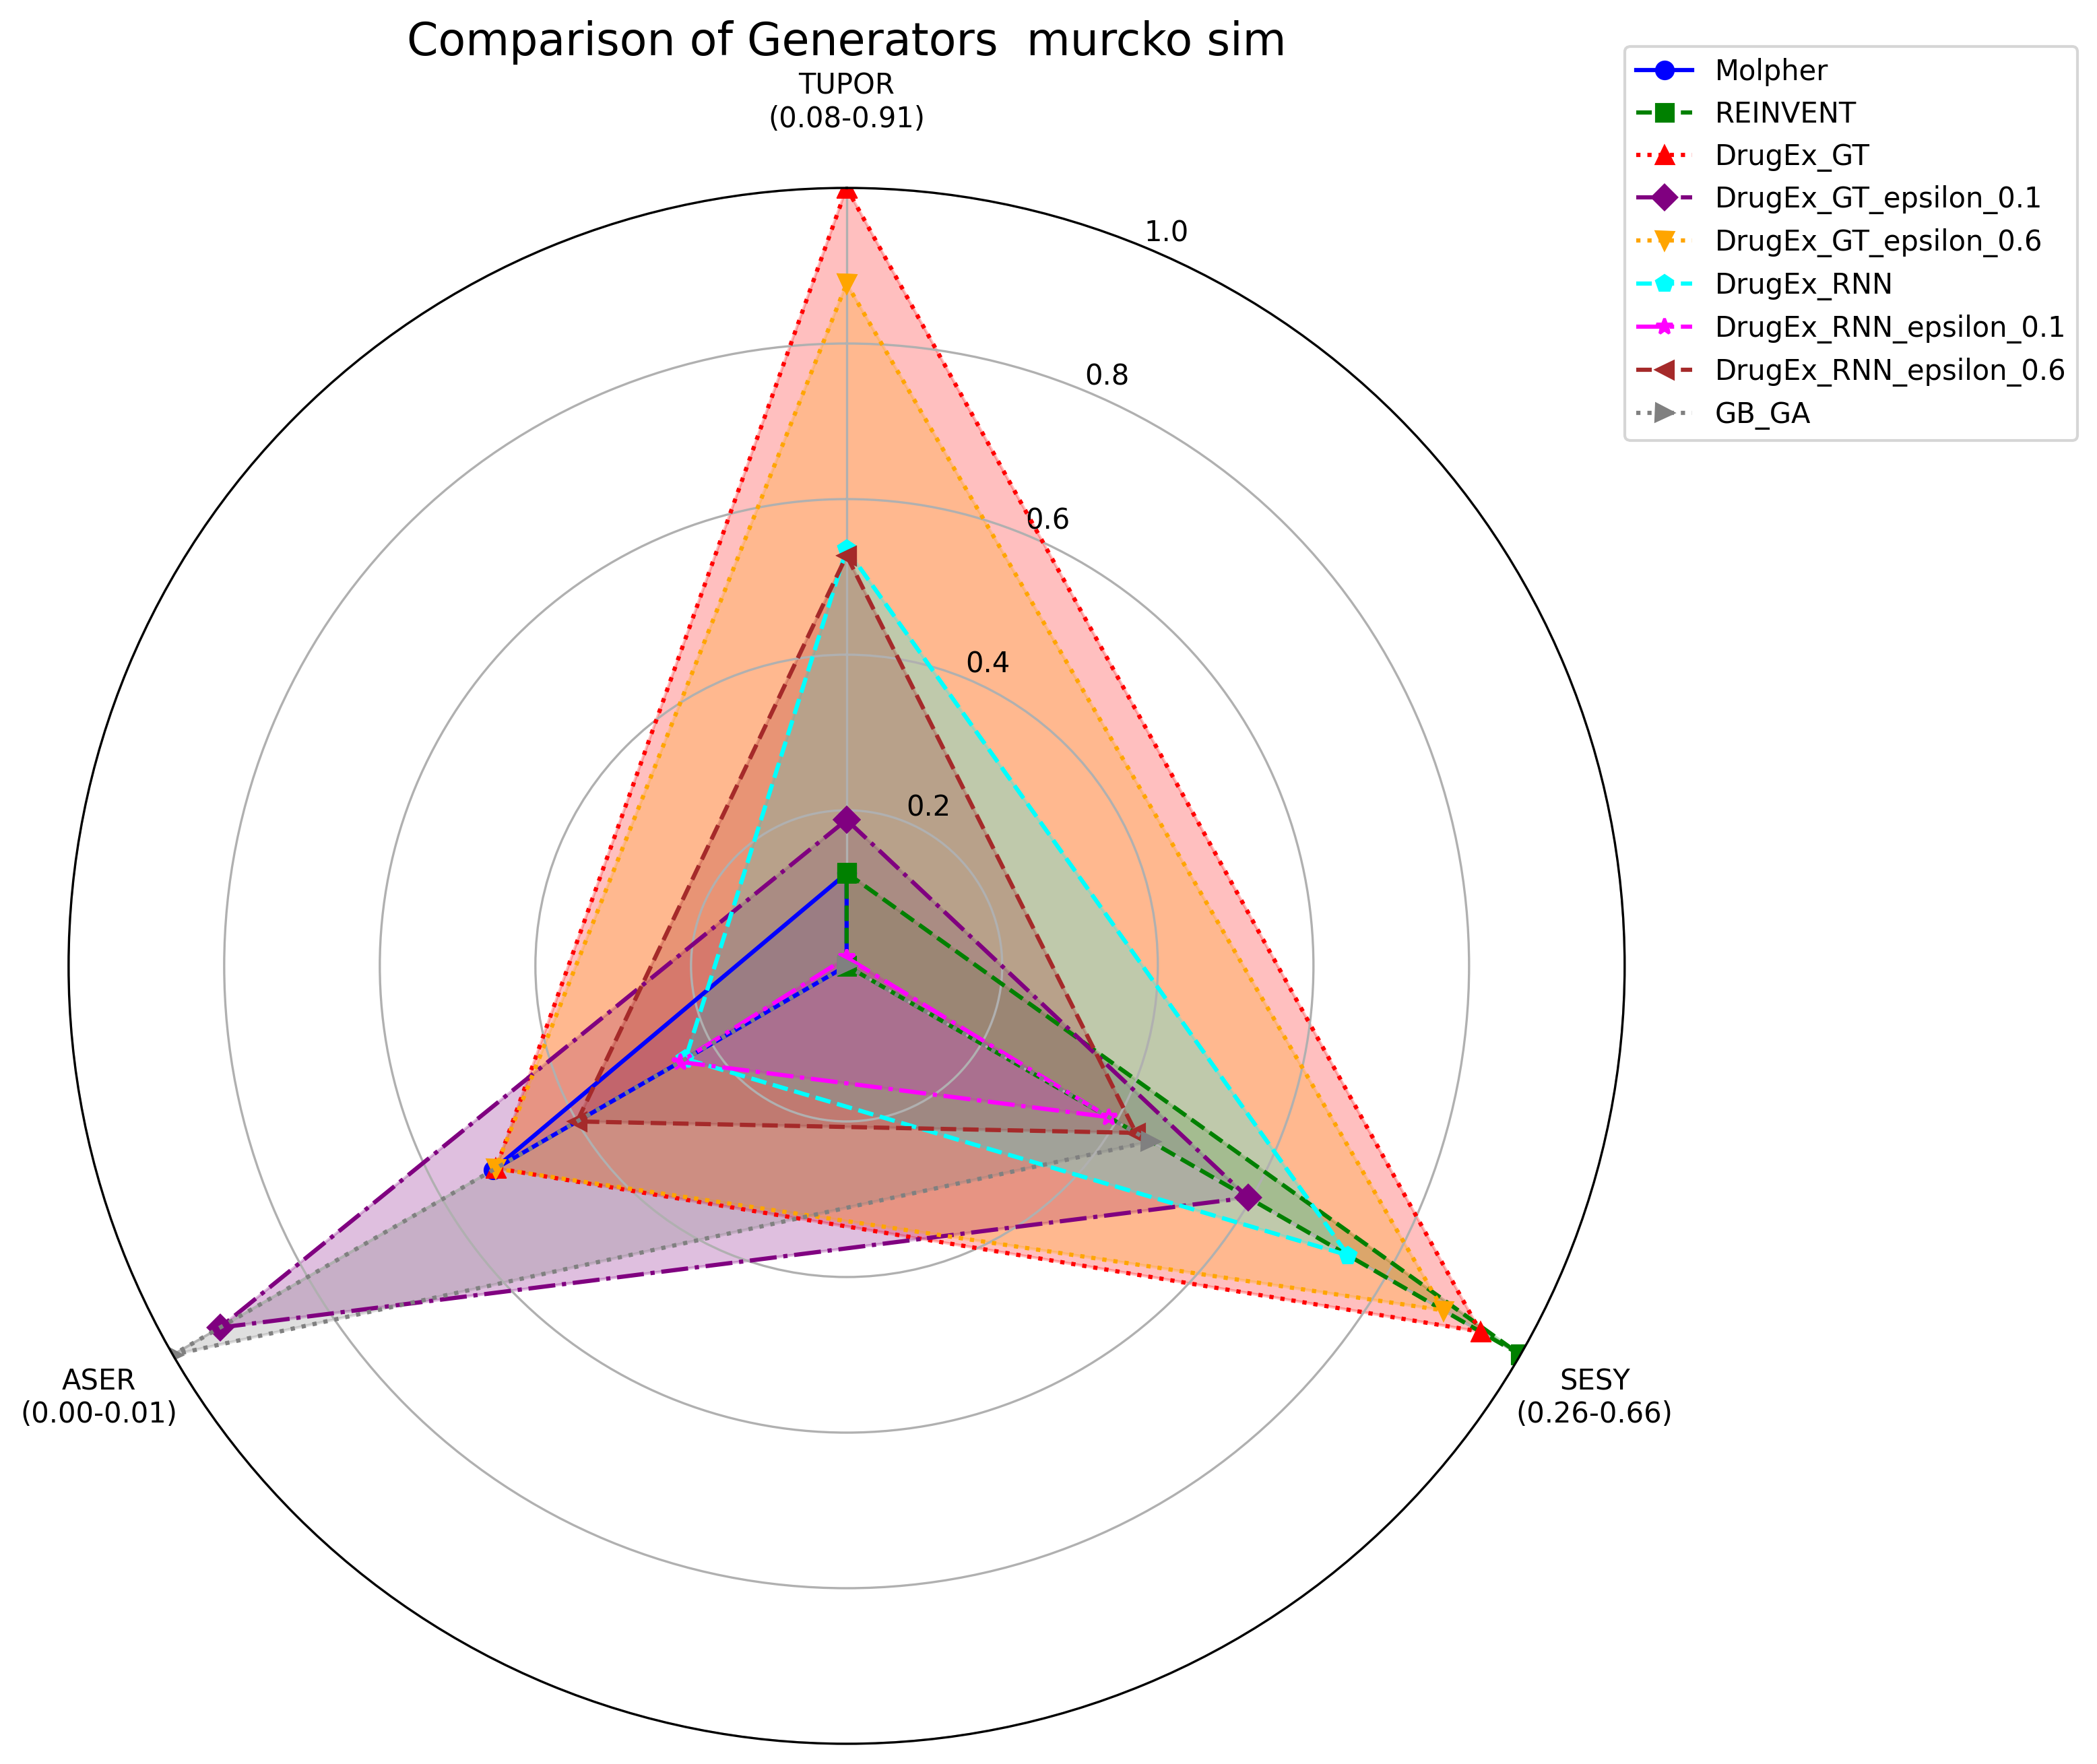 Comparison of Generators  murcko sim
TUPOR
(0.08-0.91)
1.0
0.8
0.6
0.4
0.2
ASER
(0.00-0.01)
SESY
(0.26-0.66)
Molpher
REINVENT
DrugEx_GT
DrugEx_GT_epsilon_0.1
DrugEx_GT_epsilon_0.6
DrugEx_RNN
DrugEx_RNN_epsilon_0.1
DrugEx_RNN_epsilon_0.6
GB_GA